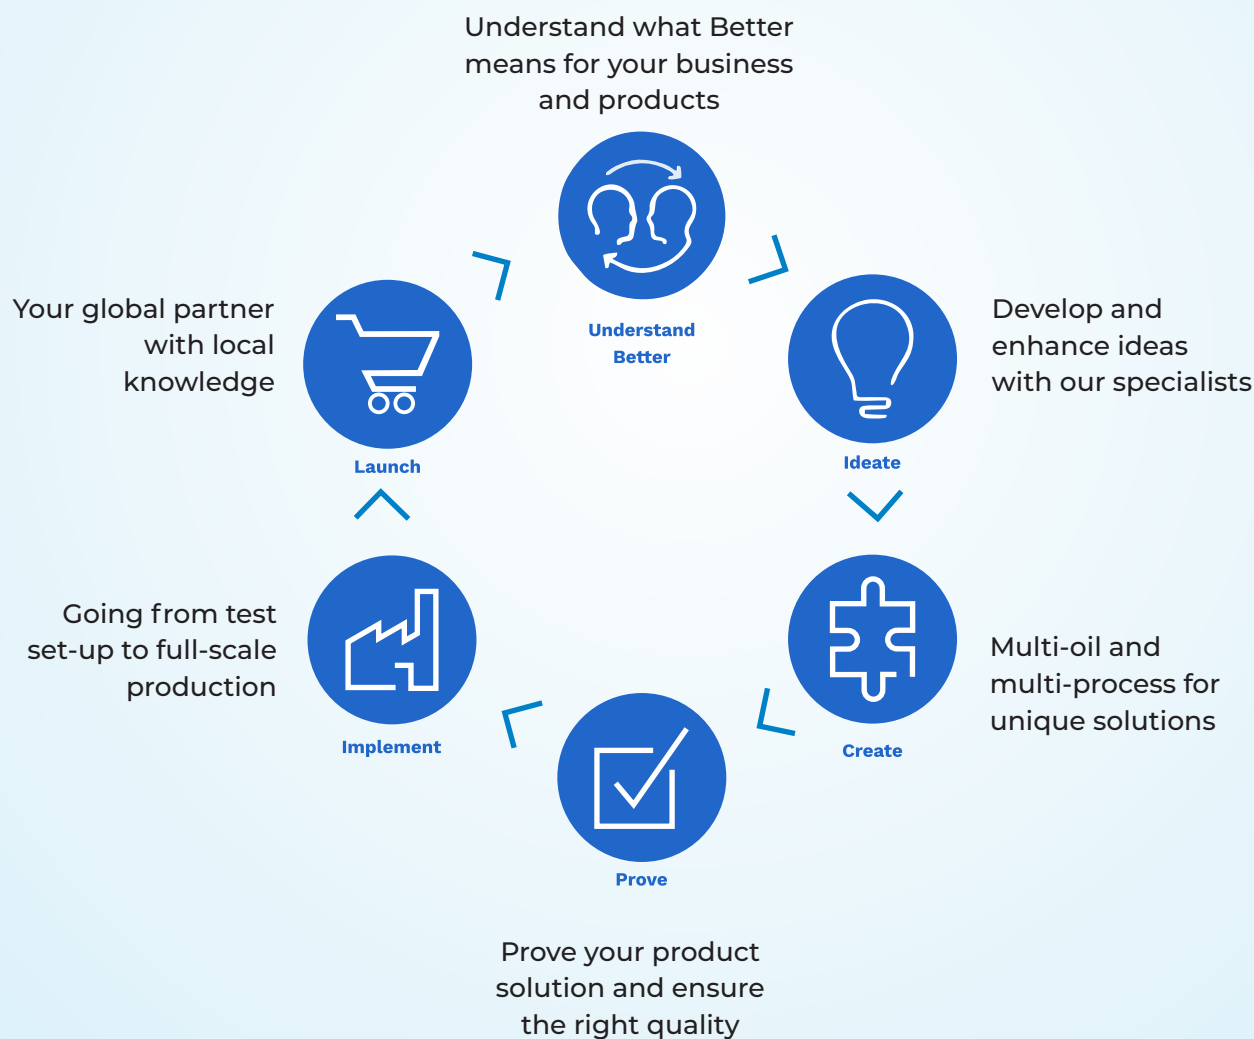 Understand what Better
means for your business
and products
Understand
Better
Develop and
enhance ideas
with our specialists
Ideate
Multi-oil and
multi-process for
unique solutions
Create
Prove
Prove your product
solution and ensure
the right quality
Going from test
set-up to full-scale
production
Implement
Your global partner
with local
knowledge
Launch